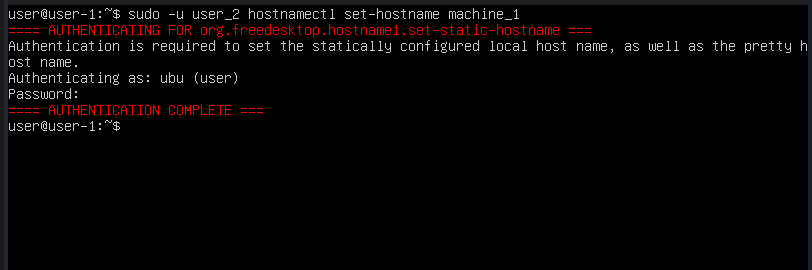 user@user-1:~$ sudo -u user_2 hostnamectl set-hostname machine_1
==== AUTHENTICATING FOR org.freedesktop.hostname1.set-static-hostname ===
Authentication is required to set the statically configured local host name, as well as the pretty h
ost name.
Authenticating as: ubu (user)
Password:
==== AUTHENTICATION COMPLETE ===
user@user-1:~$